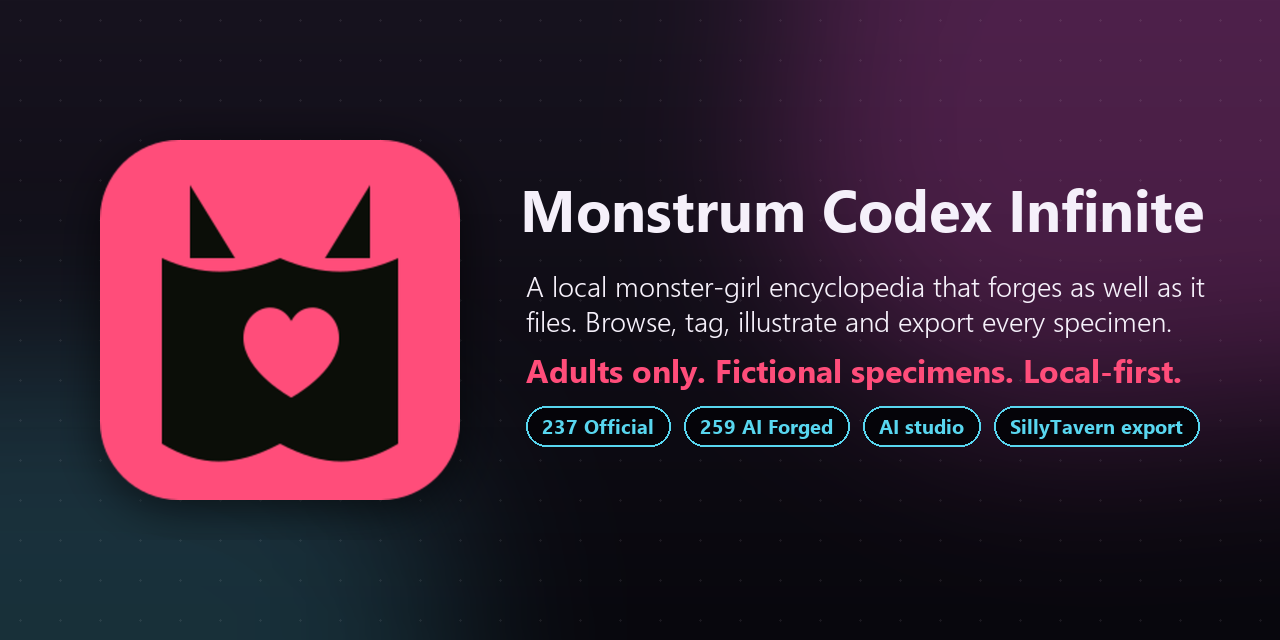 Monstrum Codex Infinite
A local monster-girl encyclopedia that forges as well as it
files. Browse, tag, illustrate and export every specimen.
Adults only. Fictional specimens. Local-first.
237 Official
259 AI Forged
AI studio
SillyTavern export